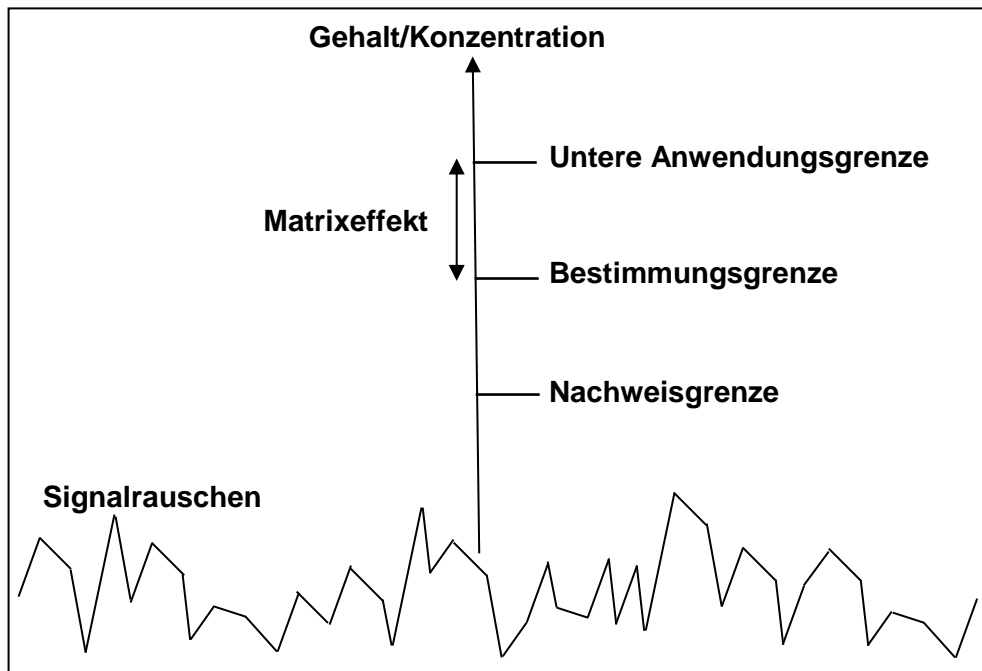 Gehalt/Konzentration
Untere Anwendungsgrenze
Matrixeffekt
Bestimmungsgrenze
Nachweisgrenze
Signalrauschen